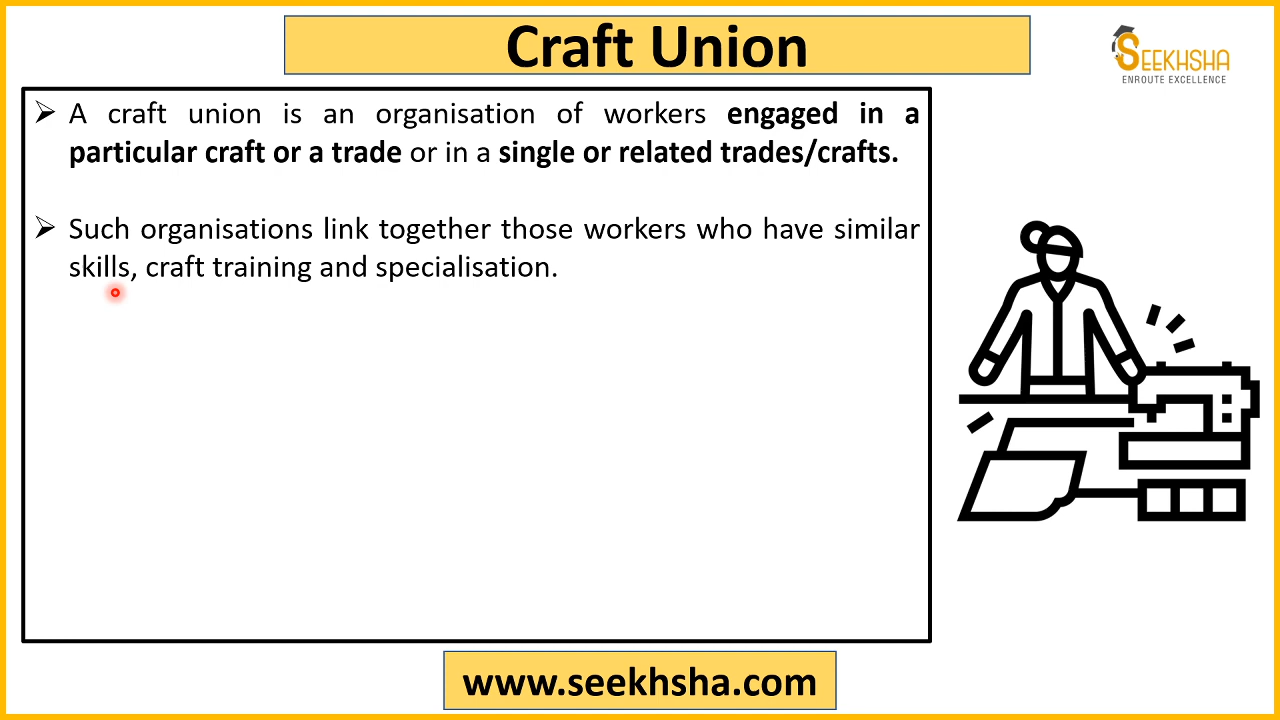 Craft Union
SEEKHSHA
ENROUTE EXCELLENCE
➢ A craft union is an organisation of workers engaged in a
particular craft or a trade or in a single or related trades/crafts.
➢ Such organisations link together those workers who have similar
skills, craft training and specialisation.
www.seekhsha.com